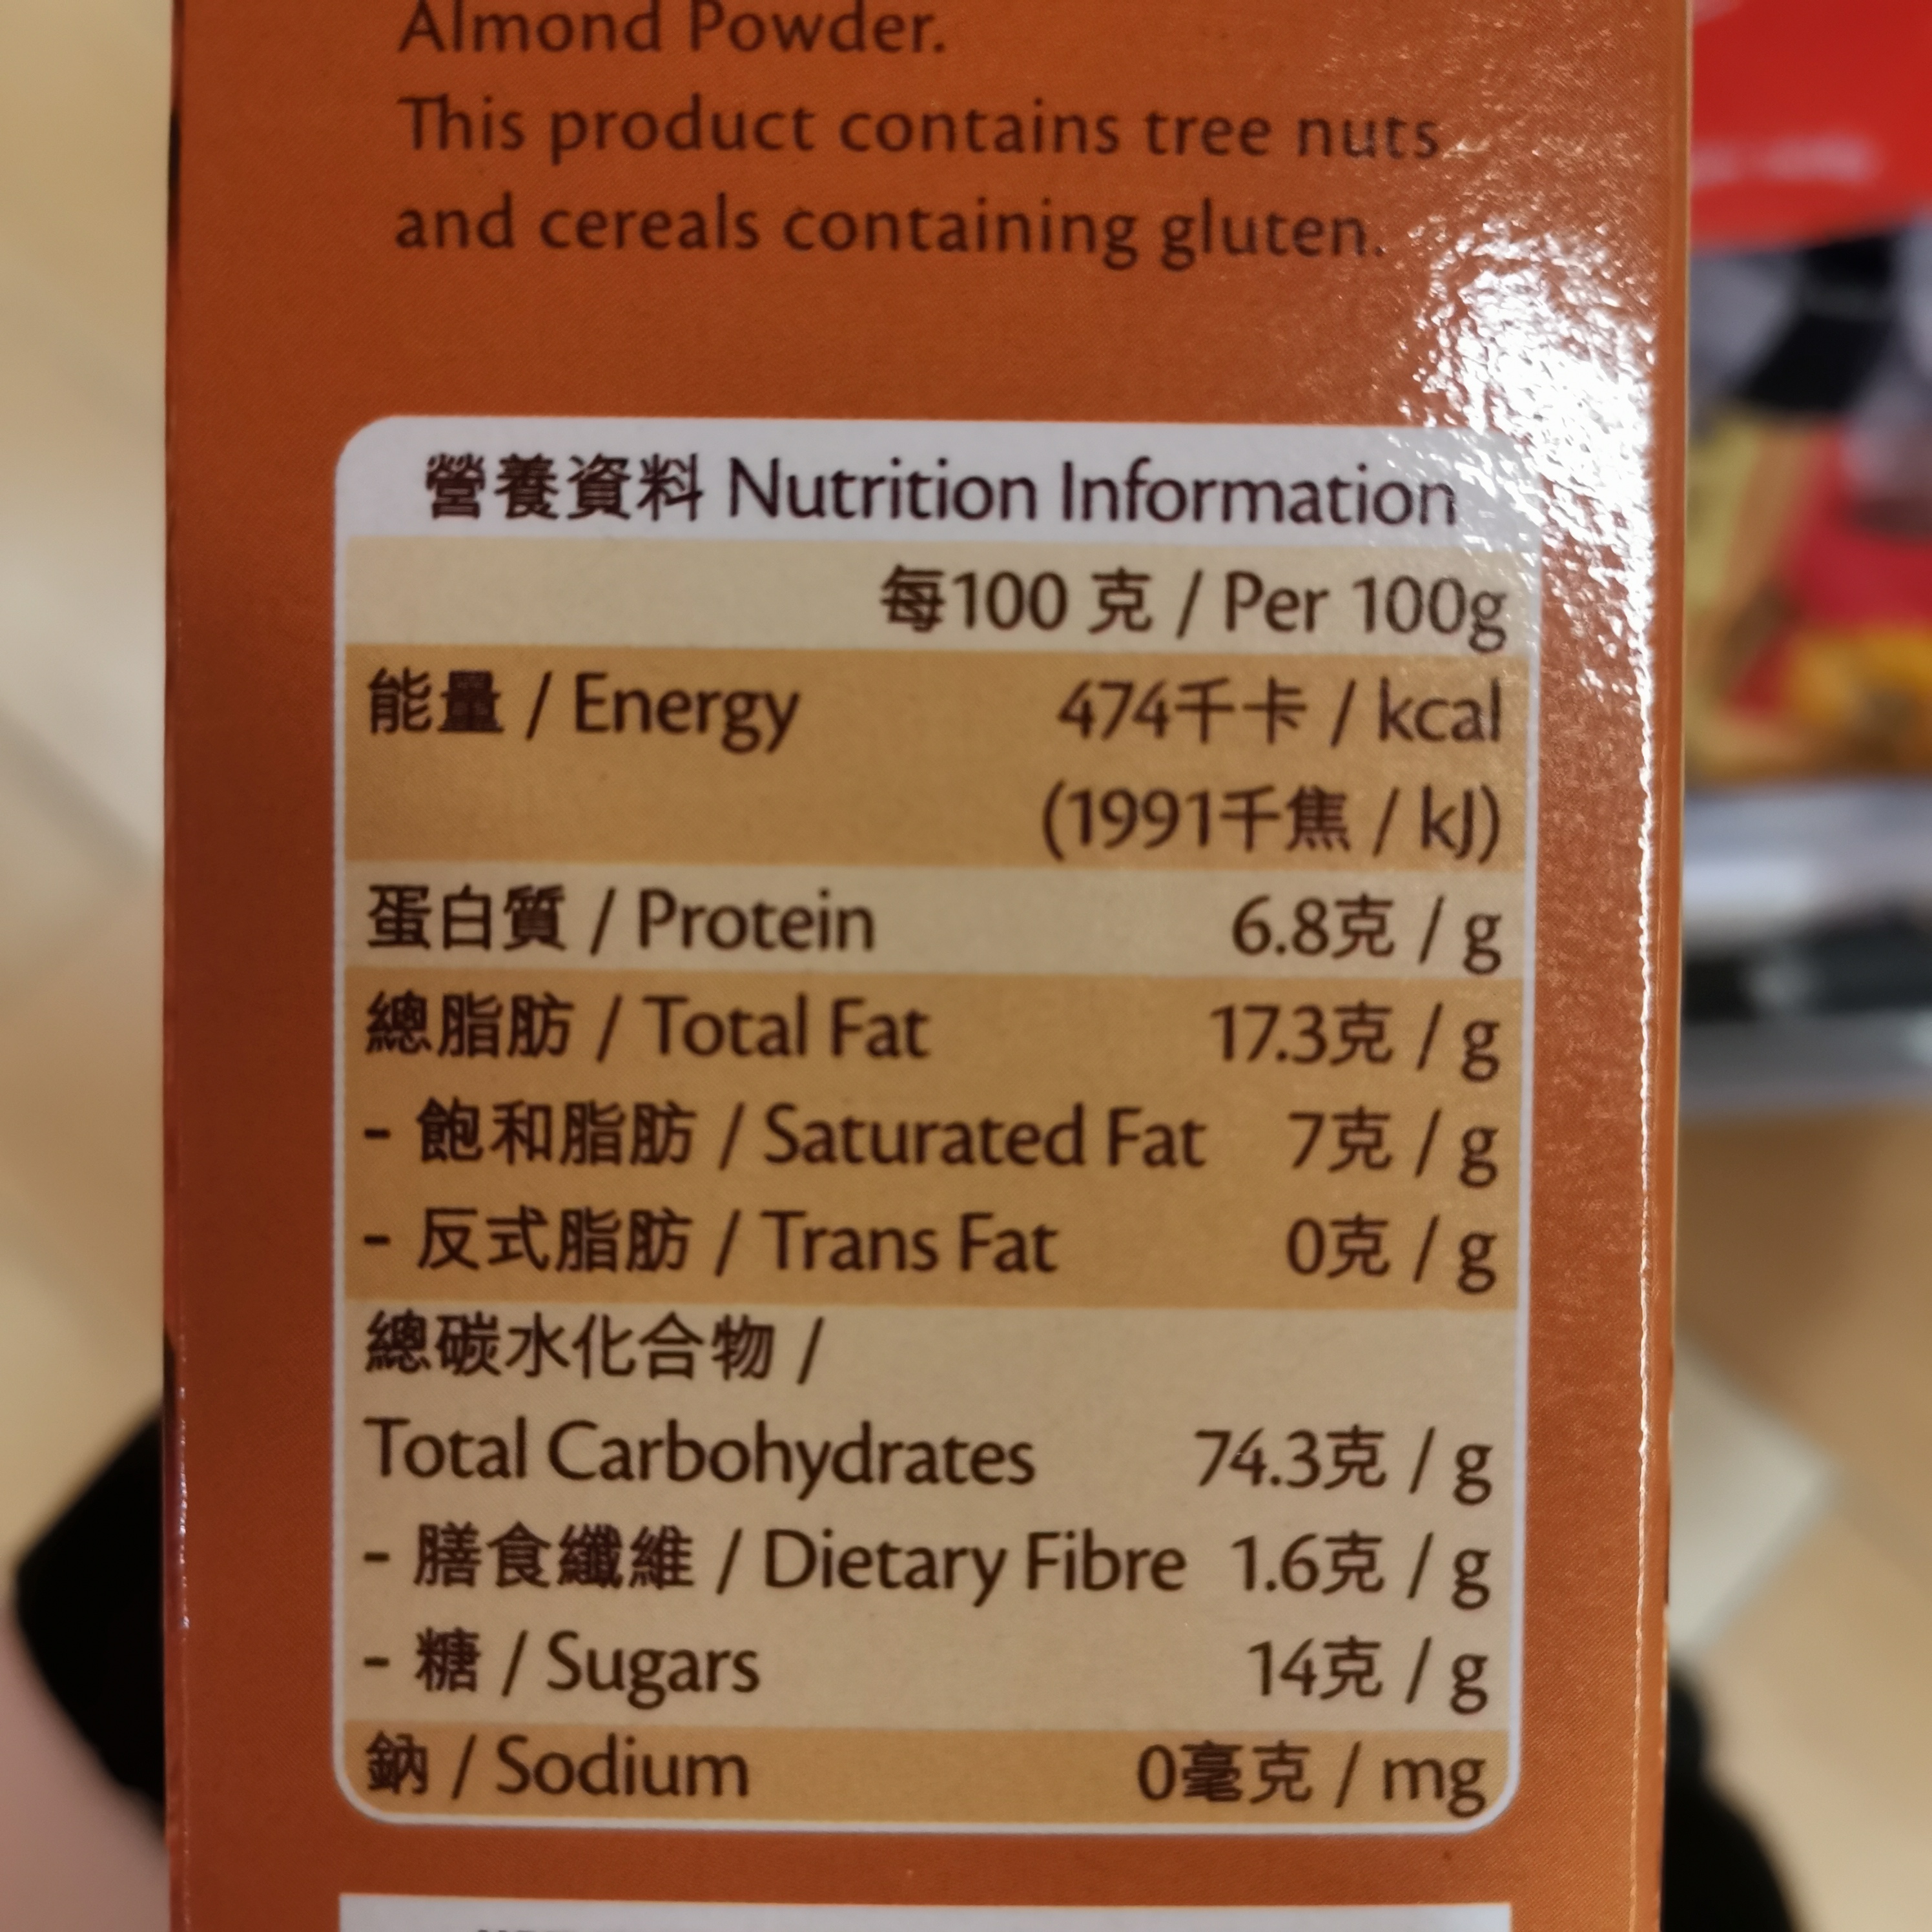 Almond Powder.
This product contains tree nuts
and cereals containing gluten.
營養資料 Nutrition Information
每100 克 / Per 100g
能量 / Energy 474千卡 / kcal
(1991千焦 / kJ)
蛋白質 / Protein 6.8克 / g
總脂肪 / Total Fat 17.3克 / g
- 飽和脂肪 / Saturated Fat 7克 / g
- 反式脂肪 / Trans Fat 0克 / g
總碳水化合物 /
Total Carbohydrates 74.3克 / g
- 膳食纖維 / Dietary Fibre 1.6克 / g
- 糖 / Sugars 14克 / g
鈉 / Sodium 0毫克 / mg